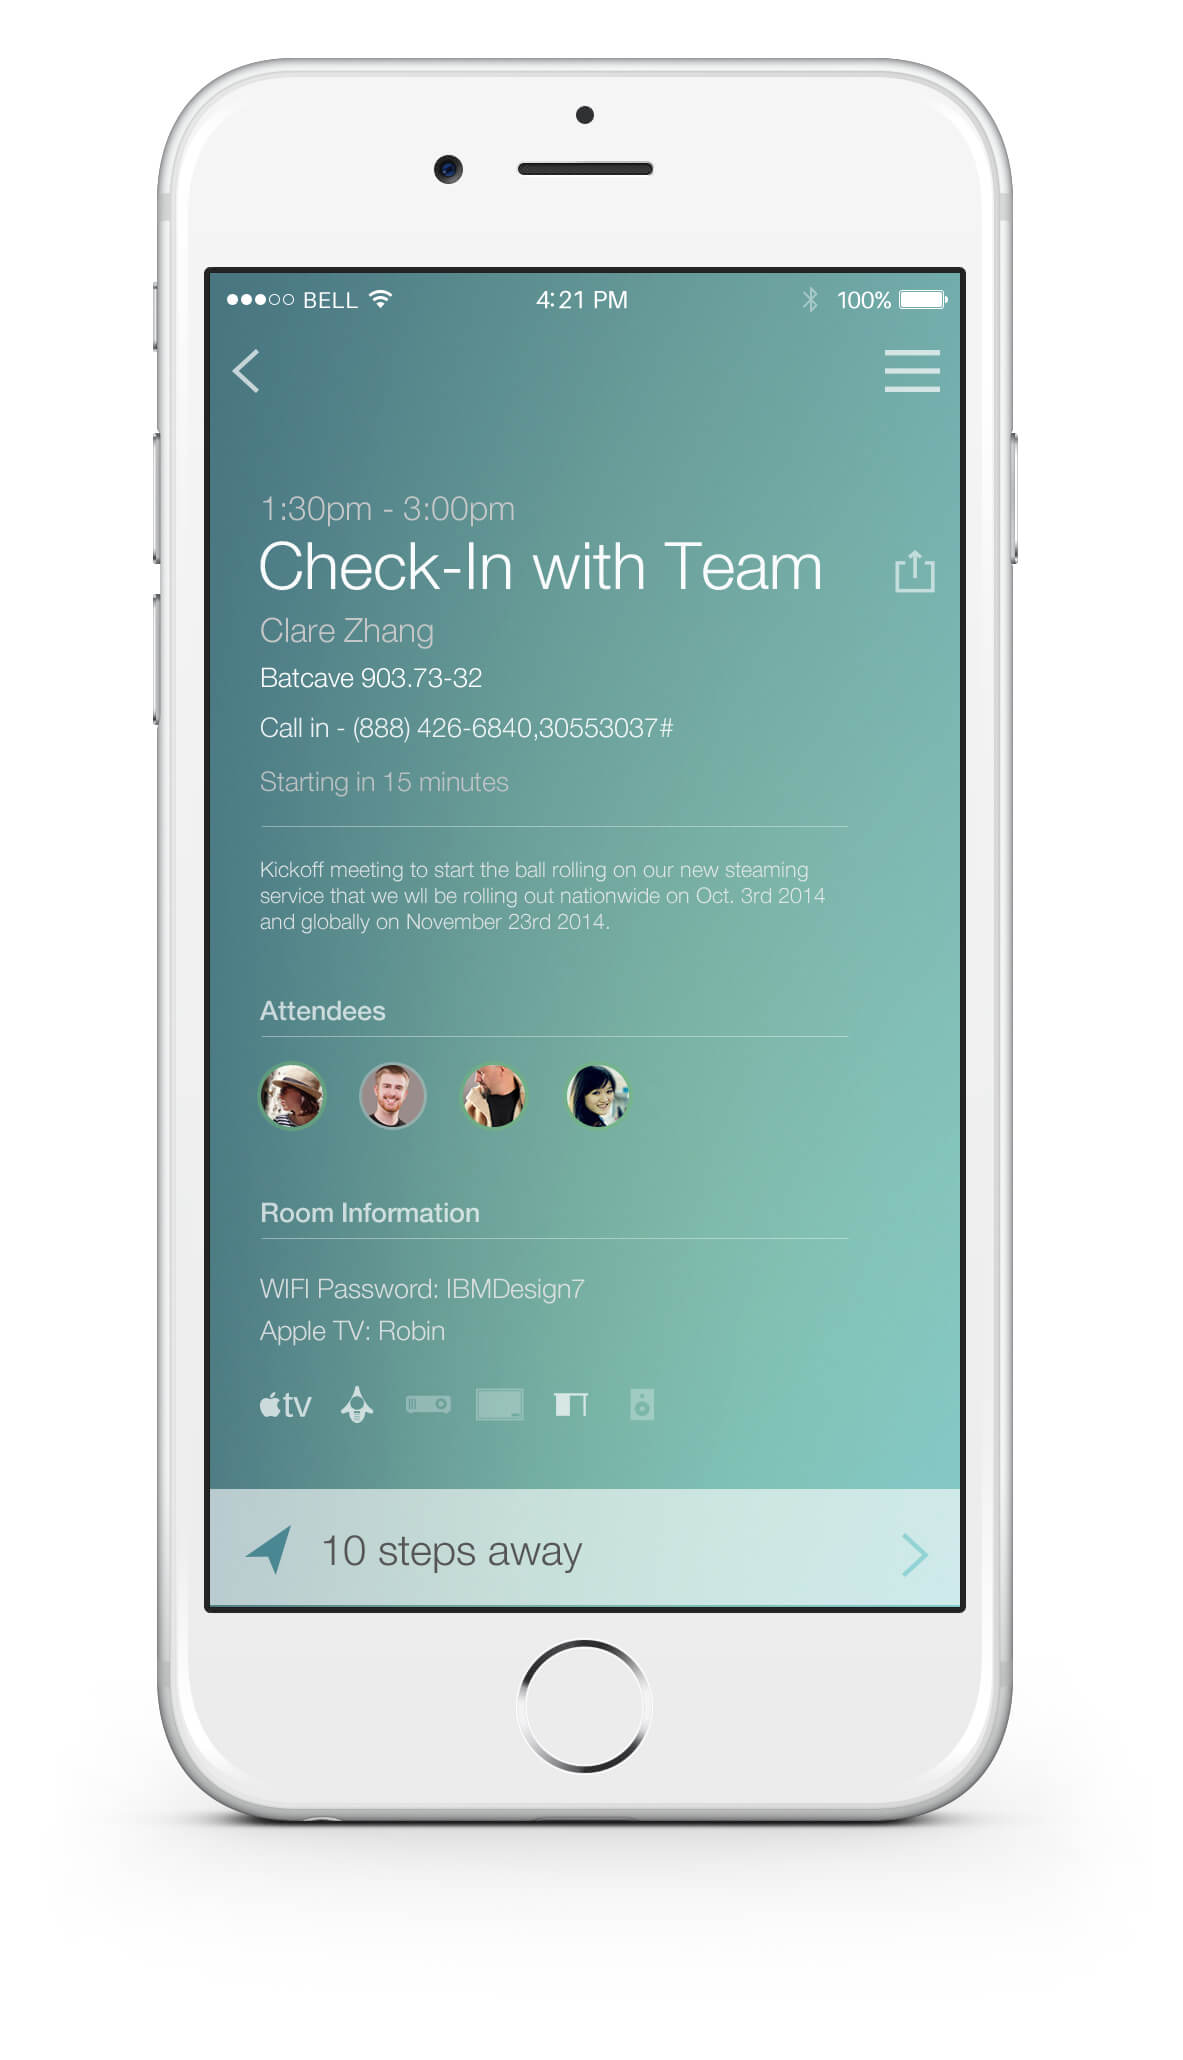 BELL 4:21 PM 100%
1:30pm - 3:00pm
Check-In with Team
Clare Zhang
Batcave 903.73-32
Call in - (888) 426-6840,30553037#
Starting in 15 minutes
Kickoff meeting to start the ball rolling on our new steaming
service that we wll be rolling out nationwide on Oct. 3rd 2014
and globally on November 23rd 2014.
Attendees
Room Information
WIFI Password: IBMDesign7
Apple TV: Robin
tv
10 steps away